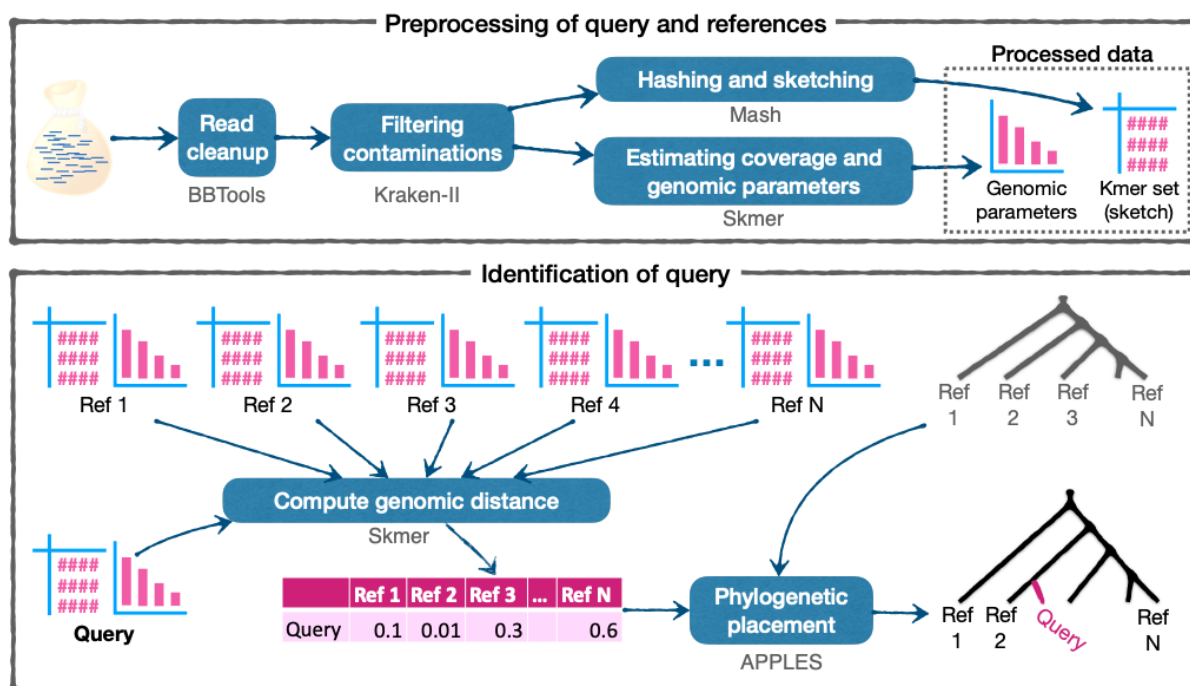 Preprocessing of query and references
Read
cleanup
BBTools
Filtering
contaminations
Kraken-II
Hashing and sketching
Mash
Estimating coverage and
genomic parameters
Skmer
Processed data
####
####
####
Genomic
parameters
Kmer set
(sketch)
Identification of query
####
####
####
Ref 1
####
####
####
Ref 2
####
####
####
Ref 3
####
####
####
Ref 4
...
####
####
####
Ref N
Ref
1
Ref
2
Ref
3
Ref
N
Compute genomic distance
Skmer
####
####
####
Query
Ref 1 Ref 2 Ref 3 ... Ref N
Query 0.1 0.01 0.3 0.6
Phylogenetic
placement
APPLES
Ref
1
Ref
2
Query
Ref
N